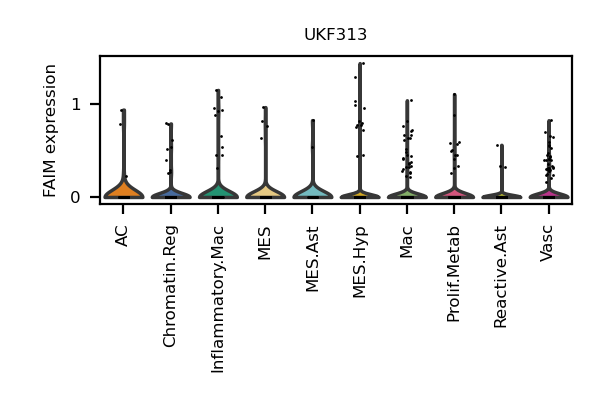 UKF313
FAIM expression
1
0
AC
Chromatin.Reg
Inflammatory.Mac
MES
MES.Ast
MES.Hyp
Mac
Prolif.Metab
Reactive.Ast
Vasc